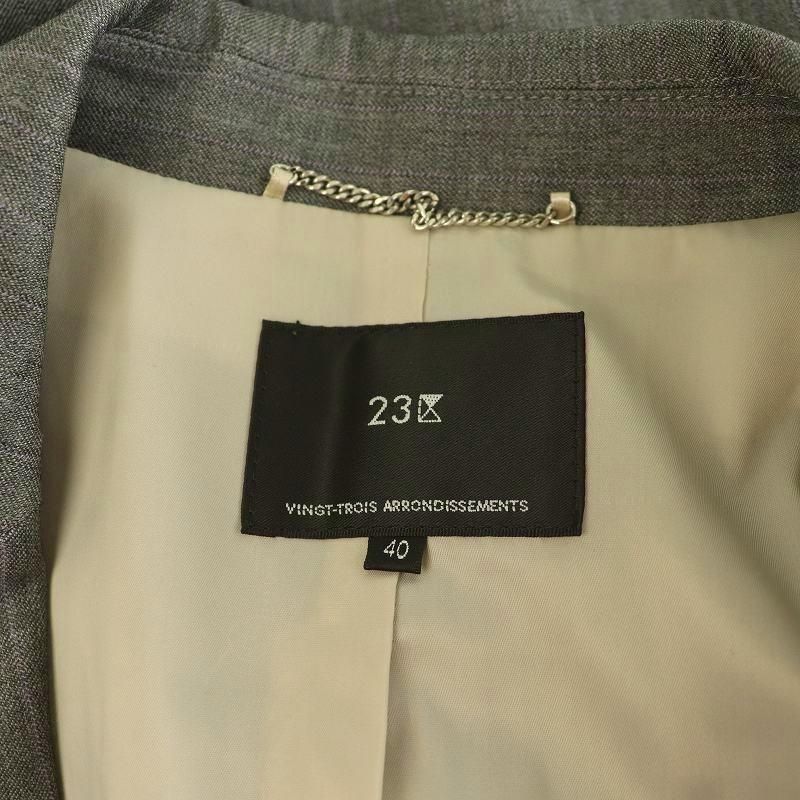 23区
VINGT-TROIS ARRONDISSEMENTS
40